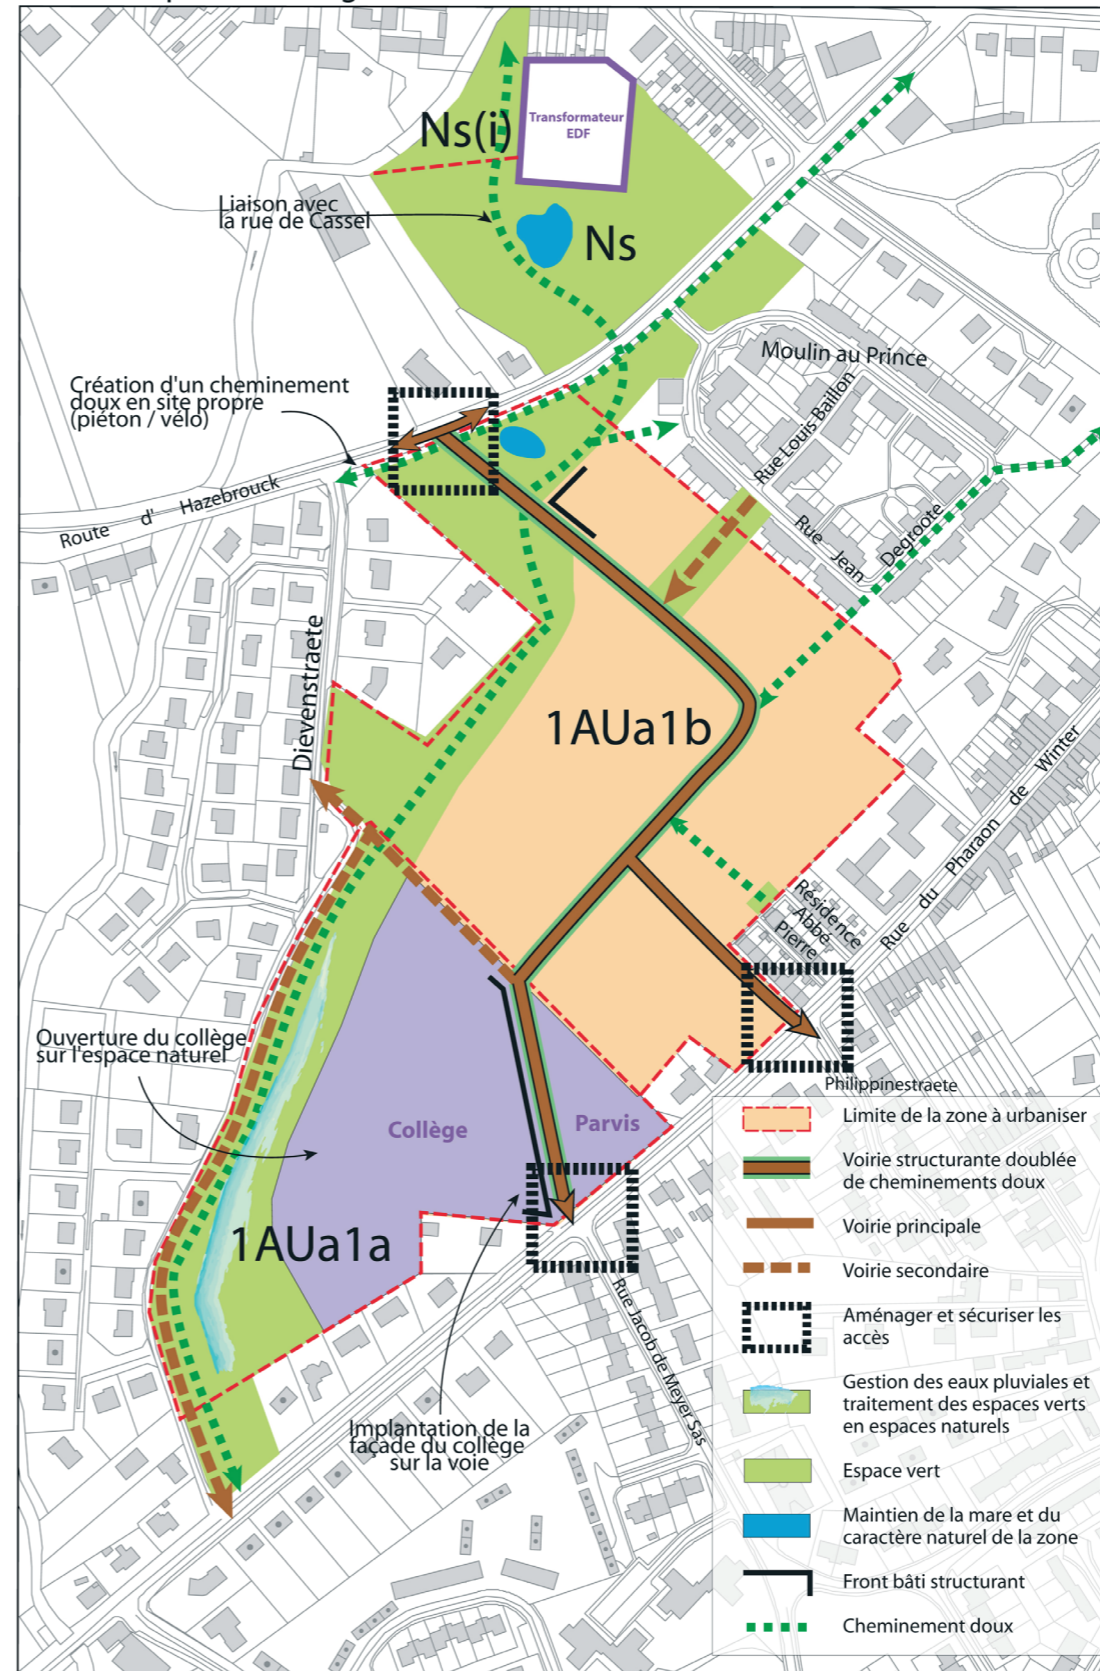 Transformateur
EDF
Ns(i)
Liaison avec
la rue de Cassel
Ns
Moulin au Prince
Création d'un cheminement
doux en site propre
(piéton / vélo)
Rue Louis Baillon
Route d' Hazebrouck
Rue Jean Degroote
Dievenstraete
1AUa1b
Rue du Pharaon de Winter
Résidence
Abbé
Pierre
Ouverture du collège
sur l'espace naturel
Philippinestraete
Collège
Parvis
1AUa1a
Rue Jacob de Meyer Sas
Implantation de la
façade du collège
sur la voie
Limite de la zone à urbaniser
Voirie structurante doublée
de cheminements doux
Voirie principale
Voirie secondaire
Aménager et sécuriser les
accès
Gestion des eaux pluviales et
traitement des espaces verts
en espaces naturels
Espace vert
Maintien de la mare et du
caractère naturel de la zone
Front bâti structurant
Cheminement doux